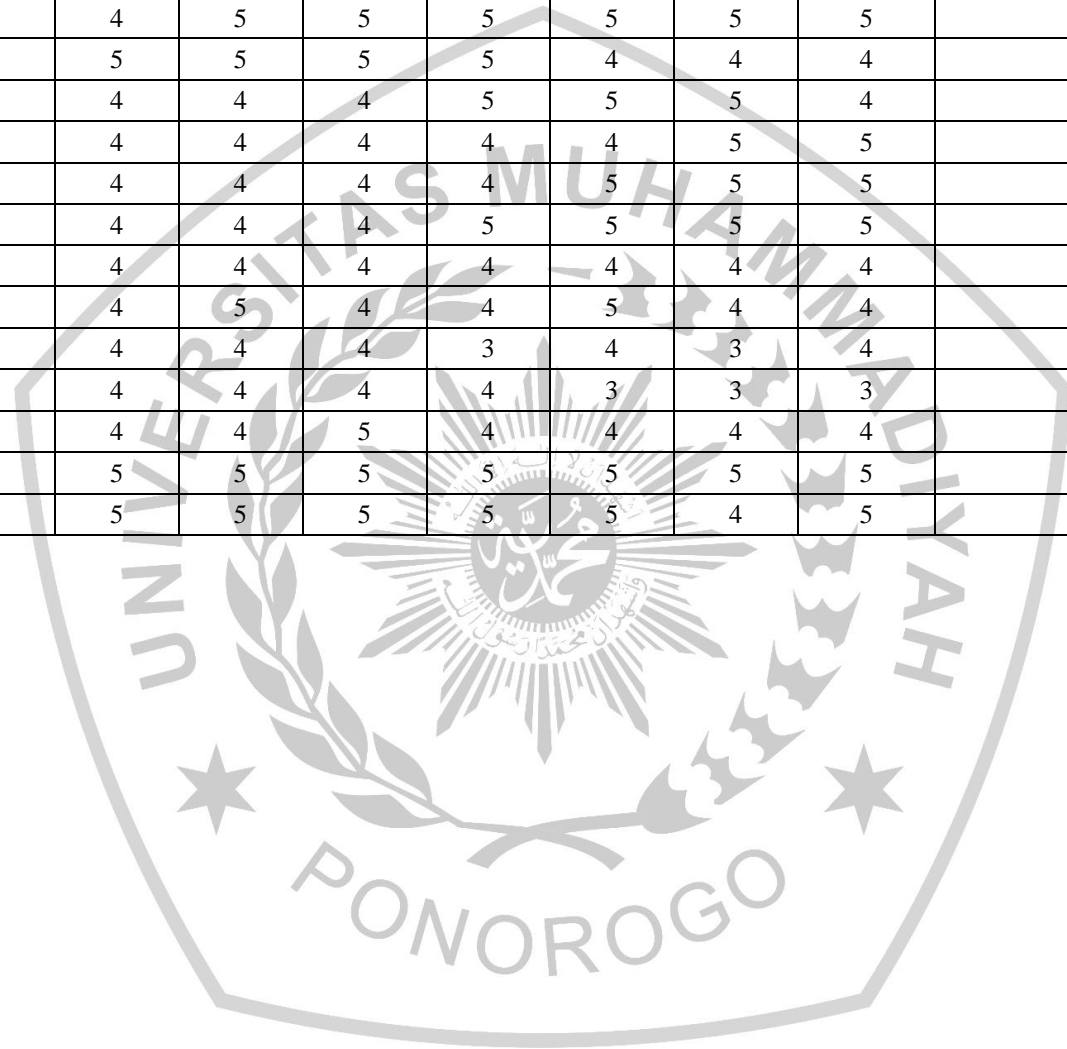 4 5 5 5 5 5 5
5 5 5 5 4 4 4
4 4 4 5 5 5 4
4 4 4 4 4 5 5
4 4 4 4 5 5 5
4 4 4 5 5 5 5
4 4 4 4 4 4 4
4 5 4 4 5 4 4
4 4 4 3 4 3 4
4 4 4 4 3 3 3
4 4 5 4 4 4 4
5 5 5 5 5 5 5
5 5 5 5 5 4 5
UNIVERSITAS MUHAMMADIYAH
PONOROGO